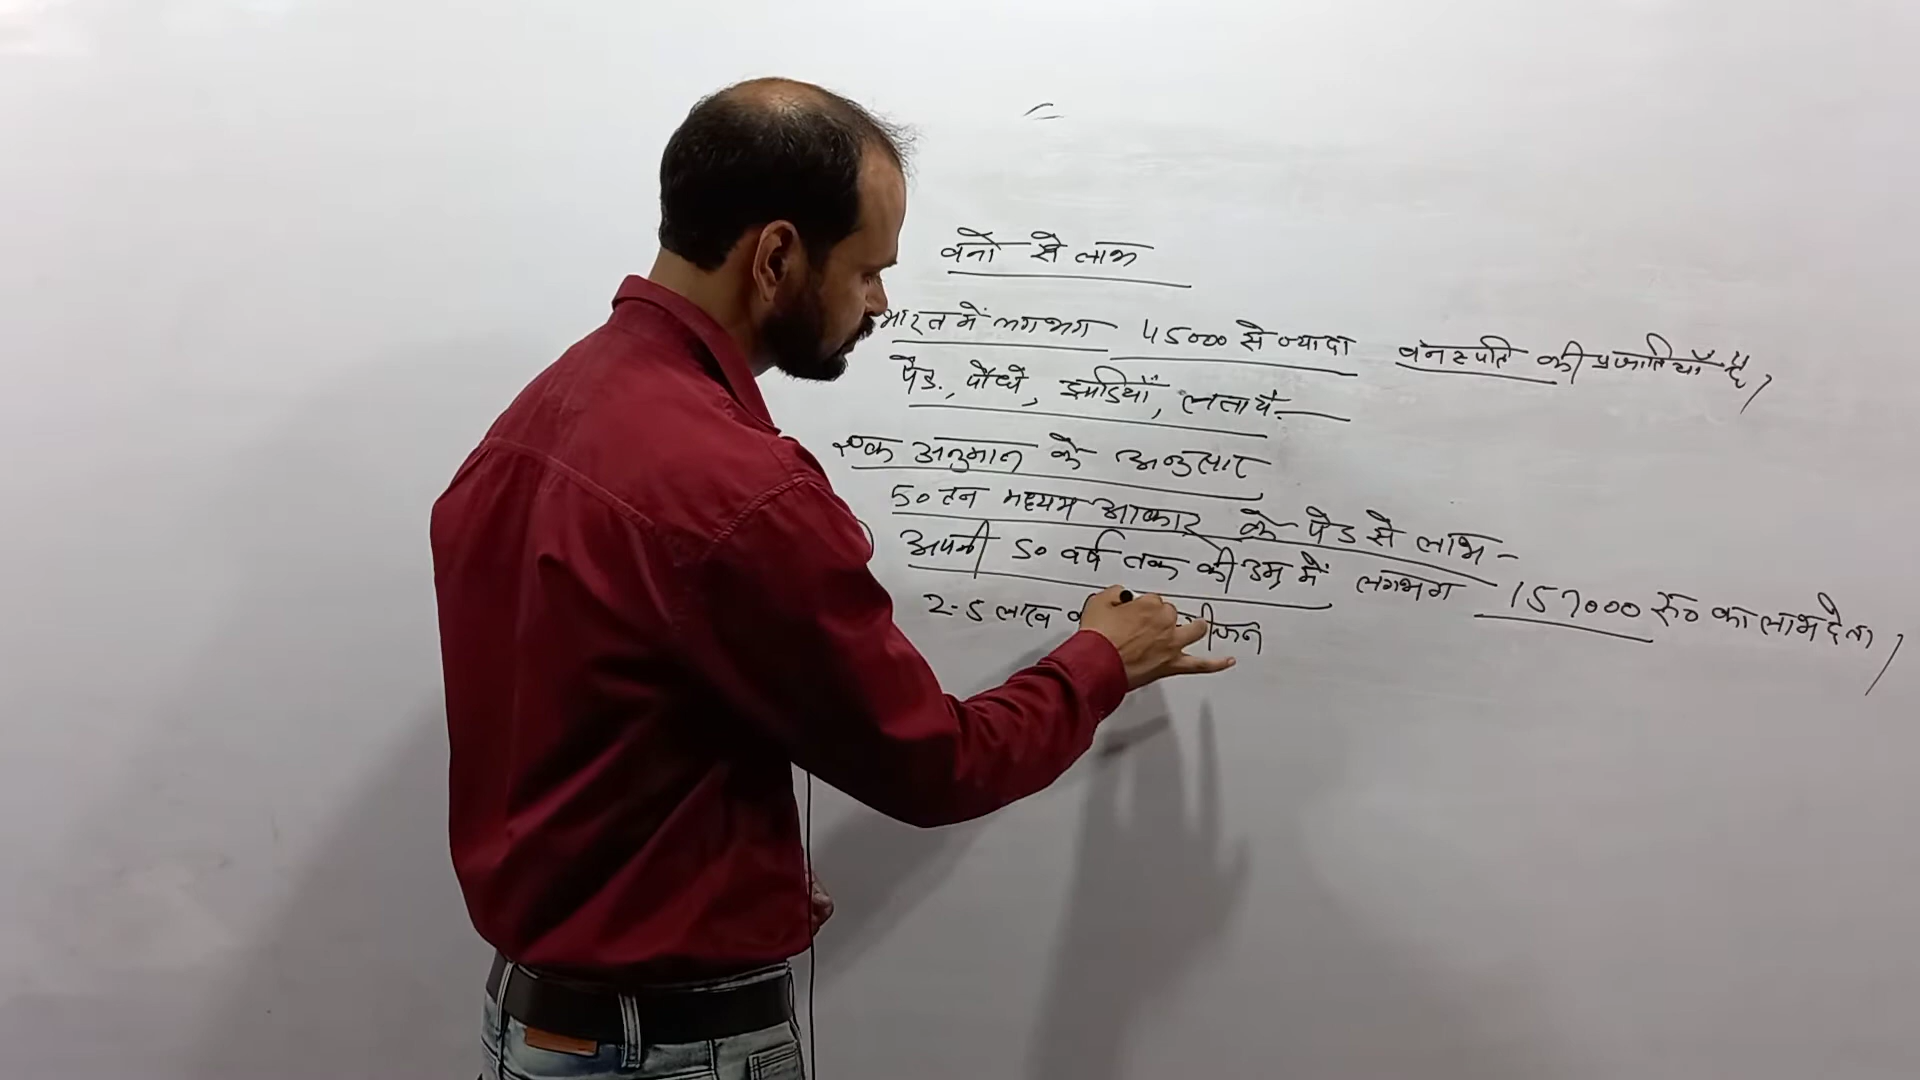 वनो से लाभ
भारत में लगभग 45000 से ज्यादा वनस्पति की प्रजातियाँ है,
पेड, पौधे, झाडियाँ, लताये.
एक अनुमान के अनुसार
50 टन मध्यम आकार के पेड से लाभ -
अपनी 50 वर्ष तक की उम्र में लगभग 157000 रु० का लाभ देता,
2.5 लाख